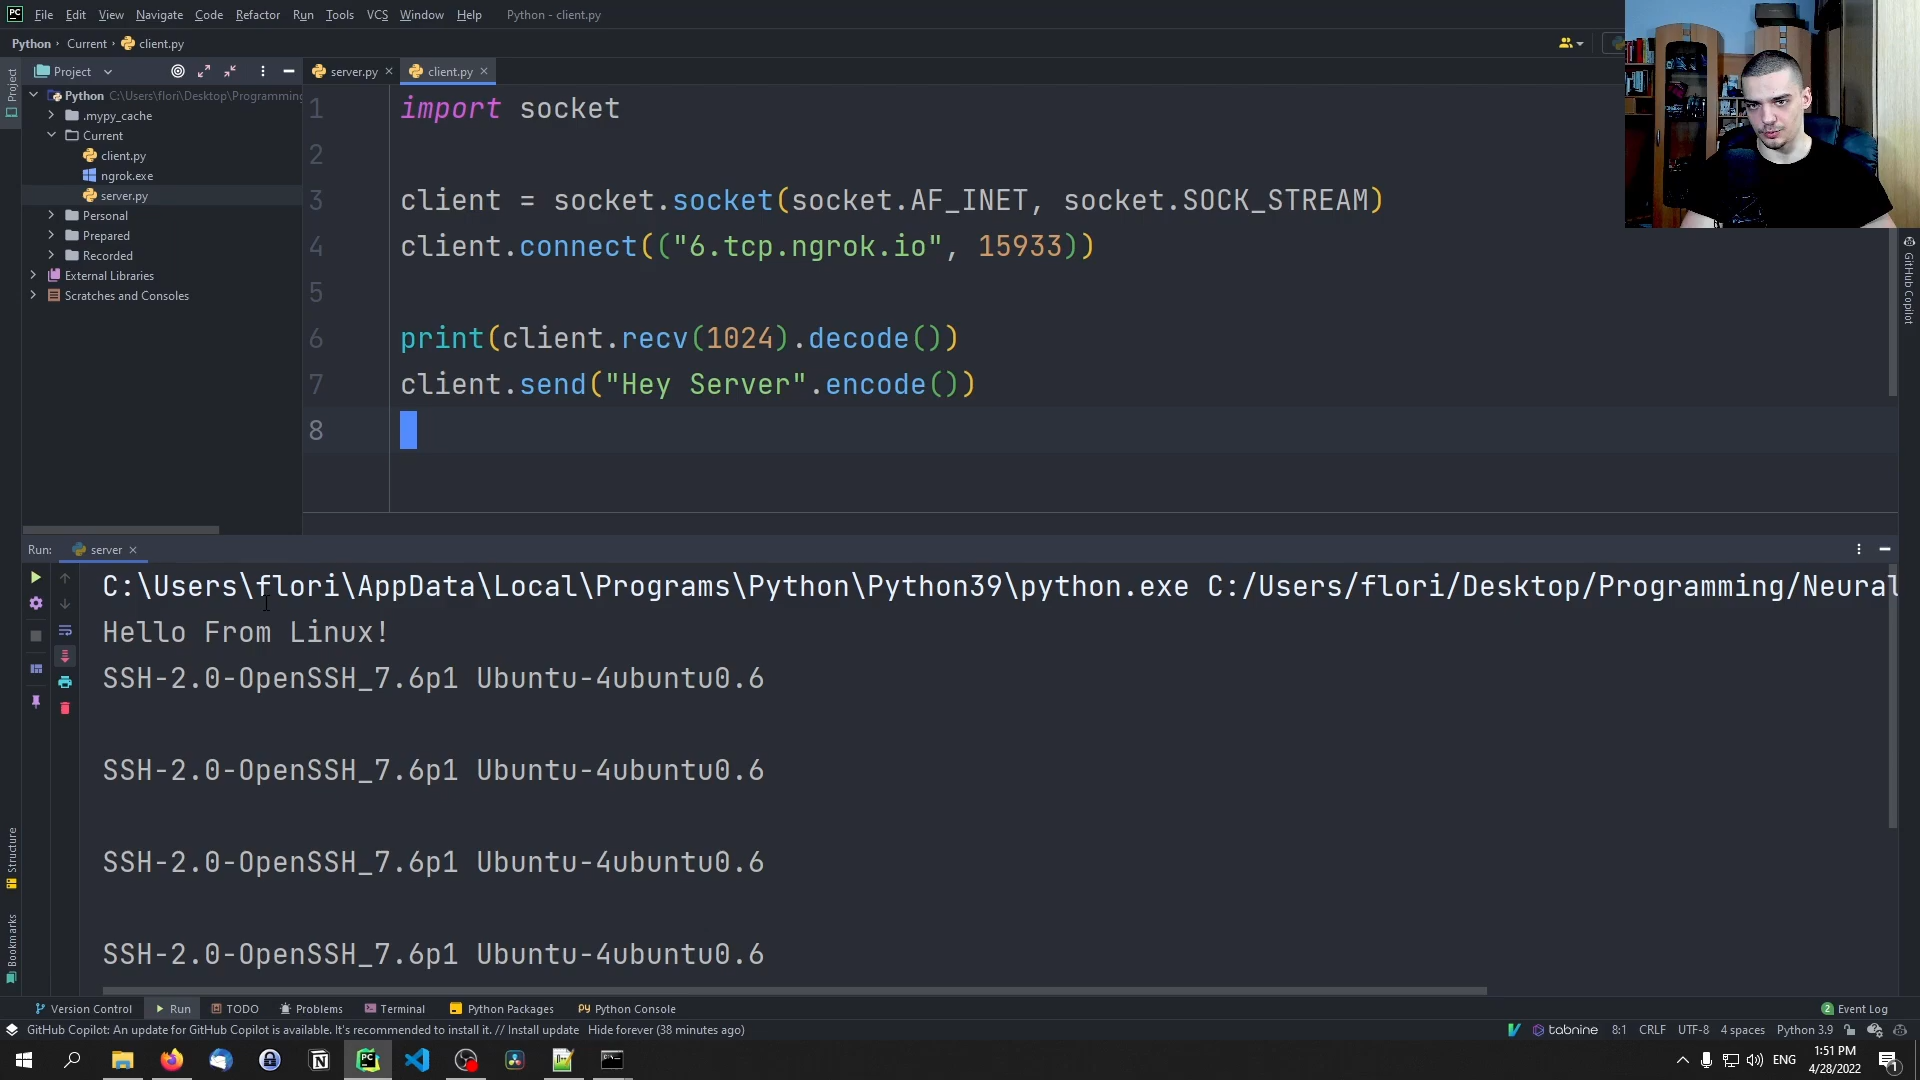 PC File Edit View Navigate Code Refactor Run Tools VCS Window Help Python - client.py
Python Current client.py
Project
server.py
client.py
Project
Python C:\Users\flori\Desktop\Programming
.mypy_cache
Current
client.py
ngrok.exe
server.py
Personal
Prepared
Recorded
External Libraries
Scratches and Consoles
1 import socket
2
3 client = socket.socket(socket.AF_INET, socket.SOCK_STREAM)
4 client.connect(("6.tcp.ngrok.io", 15933))
5
6 print(client.recv(1024).decode())
7 client.send("Hey Server".encode())
8
GitHub Copilot
Run: server
C:\Users\flori\AppData\Local\Programs\Python\Python39\python.exe C:/Users/flori/Desktop/Programming/Neural
Hello From Linux!
SSH-2.0-OpenSSH_7.6p1 Ubuntu-4ubuntu0.6
SSH-2.0-OpenSSH_7.6p1 Ubuntu-4ubuntu0.6
SSH-2.0-OpenSSH_7.6p1 Ubuntu-4ubuntu0.6
SSH-2.0-OpenSSH_7.6p1 Ubuntu-4ubuntu0.6
Structure
Bookmarks
Version Control Run TODO Problems Terminal Python Packages Python Console 2 Event Log
GitHub Copilot: An update for GitHub Copilot is available. It's recommended to install it. // Install update Hide forever (38 minutes ago) tabnine 8:1 CRLF UTF-8 4 spaces Python 3.9
ENG
1:51 PM
4/28/2022
1